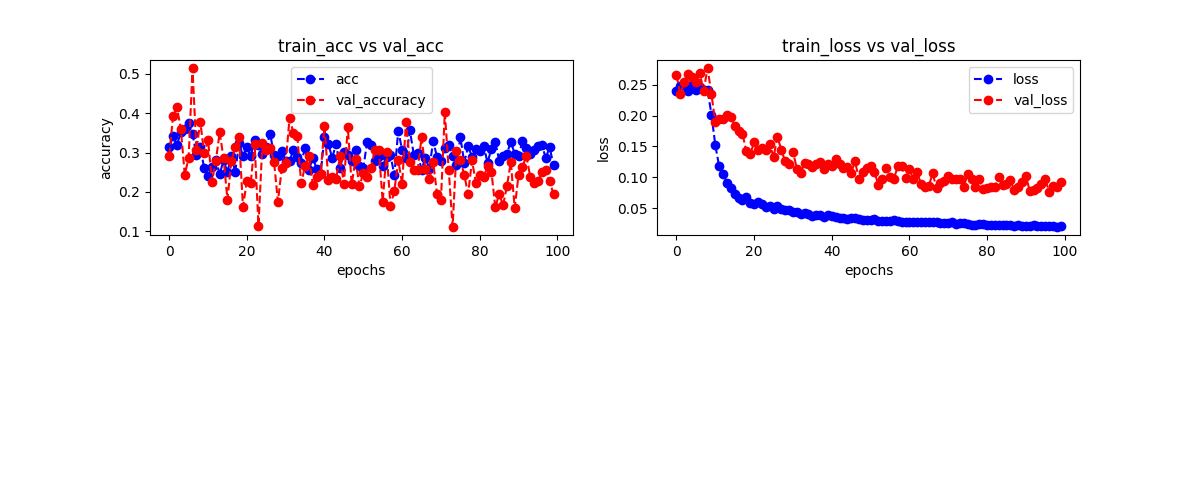 train_acc vs val_acc
accuracy
0.5
0.4
0.3
0.2
0.1
acc
val_accuracy
0
20
40
60
80
100
epochs
train_loss vs val_loss
loss
0.25
0.20
0.15
0.10
0.05
loss
val_loss
0
20
40
60
80
100
epochs